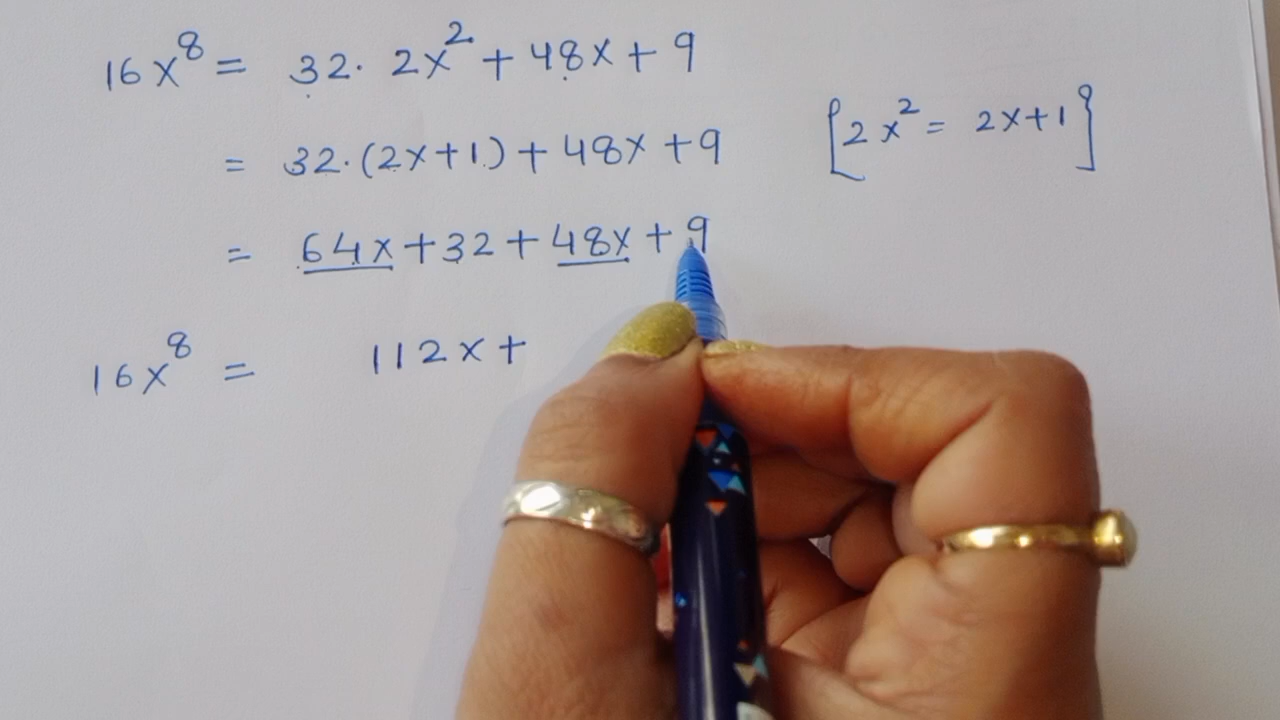 16x⁸ = 32. 2x² + 48x + 9
[2x² = 2x+1]
= 32.(2x+1) + 48x + 9
= 64x + 32 + 48x + 9
16x⁸ = 112x +